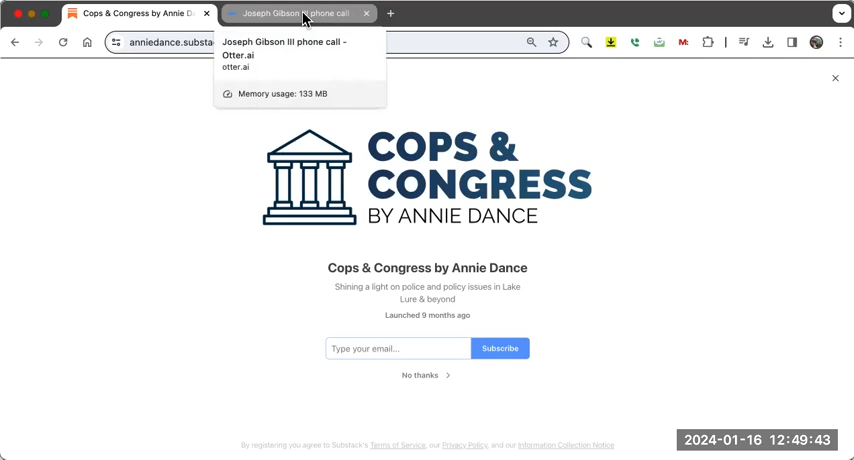 Cops & Congress by Annie D
Joseph Gibson III phone call
anniedance.substa
M:
Joseph Gibson III phone call -
Otter.ai
otter.ai
Memory usage: 133 MB
COPS &
CONGRESS
BY ANNIE DANCE
Cops & Congress by Annie Dance
Shining a light on police and policy issues in Lake
Lure & beyond
Launched 9 months ago
Type your email...
Subscribe
No thanks >
By registering you agree to Substack's Terms of Service, our Privacy Policy, and our Information Collection Notice
2024-01-16 12:49:43